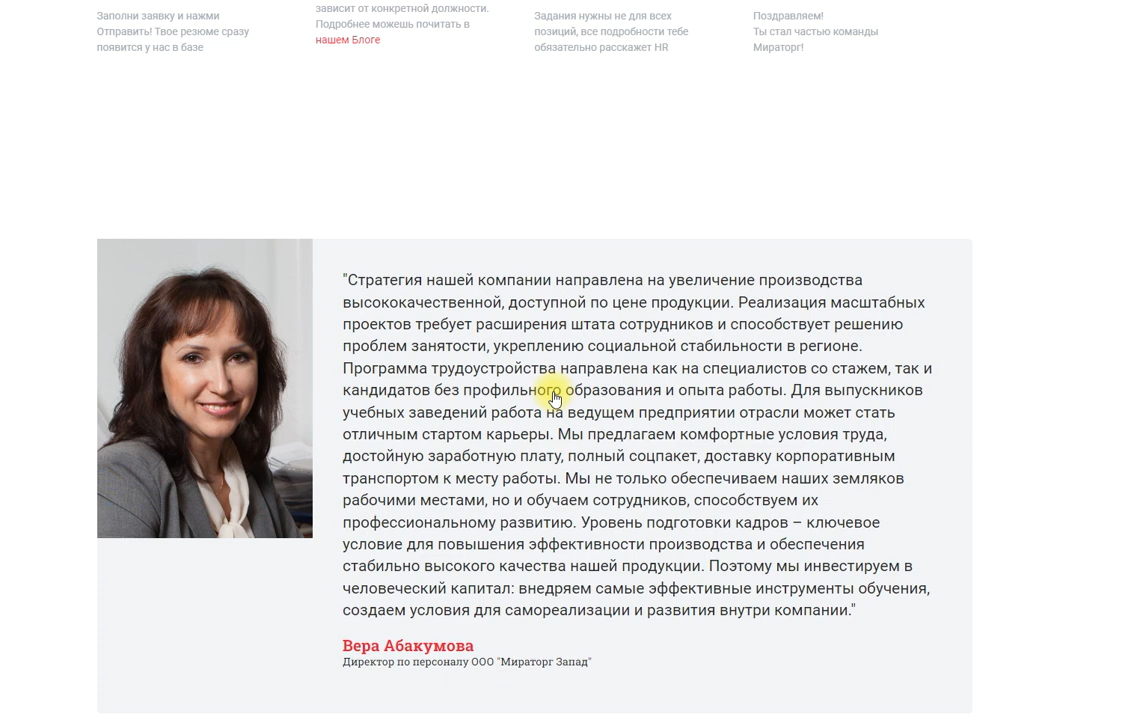 Заполни заявку и нажми
Отправить! Твое резюме сразу
появится у нас в базе
зависит от конкретной должности.
Подробнее можешь почитать в
нашем Блоге
Задания нужны не для всех
позиций, все подробности тебе
обязательно расскажет HR
Поздравляем!
Ты стал частью команды
Мираторг!
"Стратегия нашей компании направлена на увеличение производства
высококачественной, доступной по цене продукции. Реализация масштабных
проектов требует расширения штата сотрудников и способствует решению
проблем занятости, укреплению социальной стабильности в регионе.
Программа трудоустройства направлена как на специалистов со стажем, так и
кандидатов без профильного образования и опыта работы. Для выпускников
учебных заведений работа на ведущем предприятии отрасли может стать
отличным стартом карьеры. Мы предлагаем комфортные условия труда,
достойную заработную плату, полный соцпакет, доставку корпоративным
транспортом к месту работы. Мы не только обеспечиваем наших земляков
рабочими местами, но и обучаем сотрудников, способствуем их
профессиональному развитию. Уровень подготовки кадров – ключевое
условие для повышения эффективности производства и обеспечения
стабильно высокого качества нашей продукции. Поэтому мы инвестируем в
человеческий капитал: внедряем самые эффективные инструменты обучения,
создаем условия для самореализации и развития внутри компании."
Вера Абакумова
Директор по персоналу ООО "Мираторг Запад"